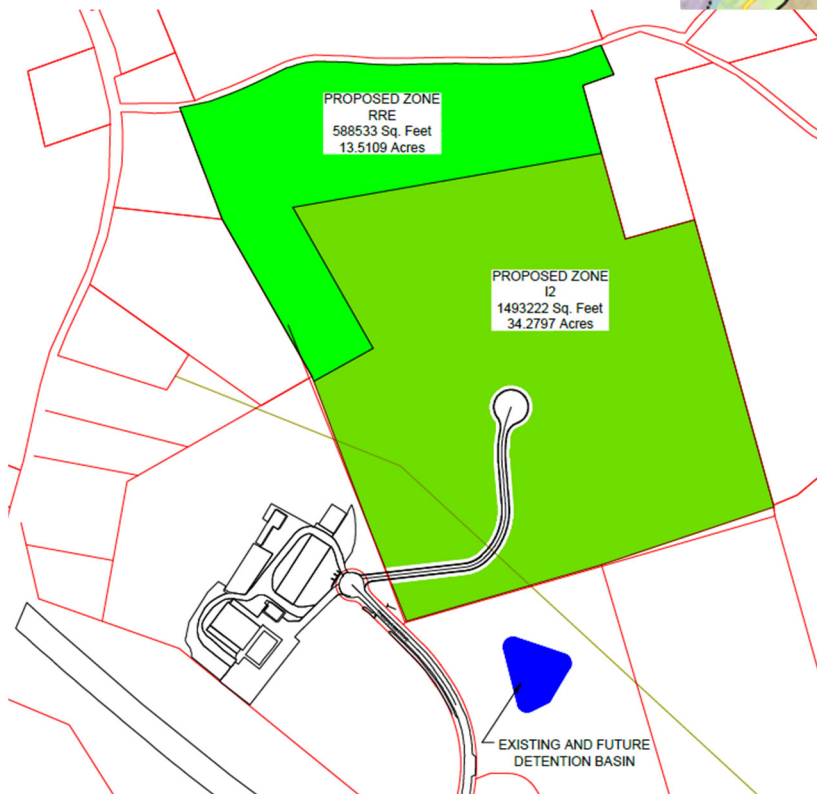 PROPOSED ZONE
RRE
588533 Sq. Feet
13.5109 Acres
PROPOSED ZONE
I2
1493222 Sq. Feet
34.2797 Acres
EXISTING AND FUTURE
DETENTION BASIN